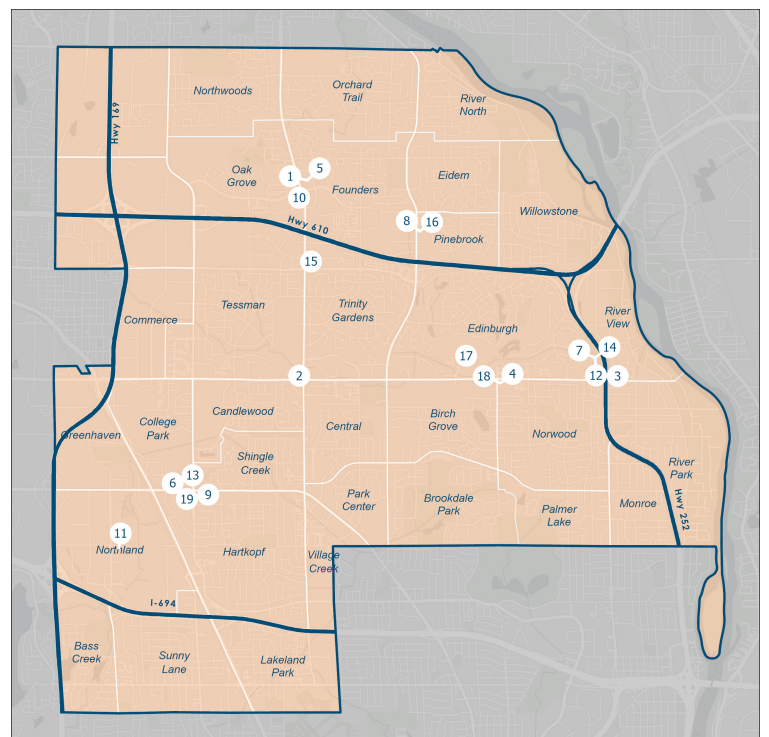 Northwoods
Orchard
Trail
River
North
Hwy 169
Oak
Grove
1
5
10
Founders
Eidem
Willowstone
8
16
Pinebrook
Hwy 610
15
Commerce
Tessman
Trinity
Gardens
Edinburgh
River
View
17
7
14
2
18
4
12
3
Greenhaven
College
Park
Candlewood
Central
Birch
Grove
Norwood
Shingle
Creek
River
Park
13
6
19
9
Park
Center
Brookdale
Park
Palmer
Lake
Monroe
Hwy 252
11
Northland
Hartkopf
Village
Creek
I-694
Bass
Creek
Sunny
Lane
Lakeland
Park